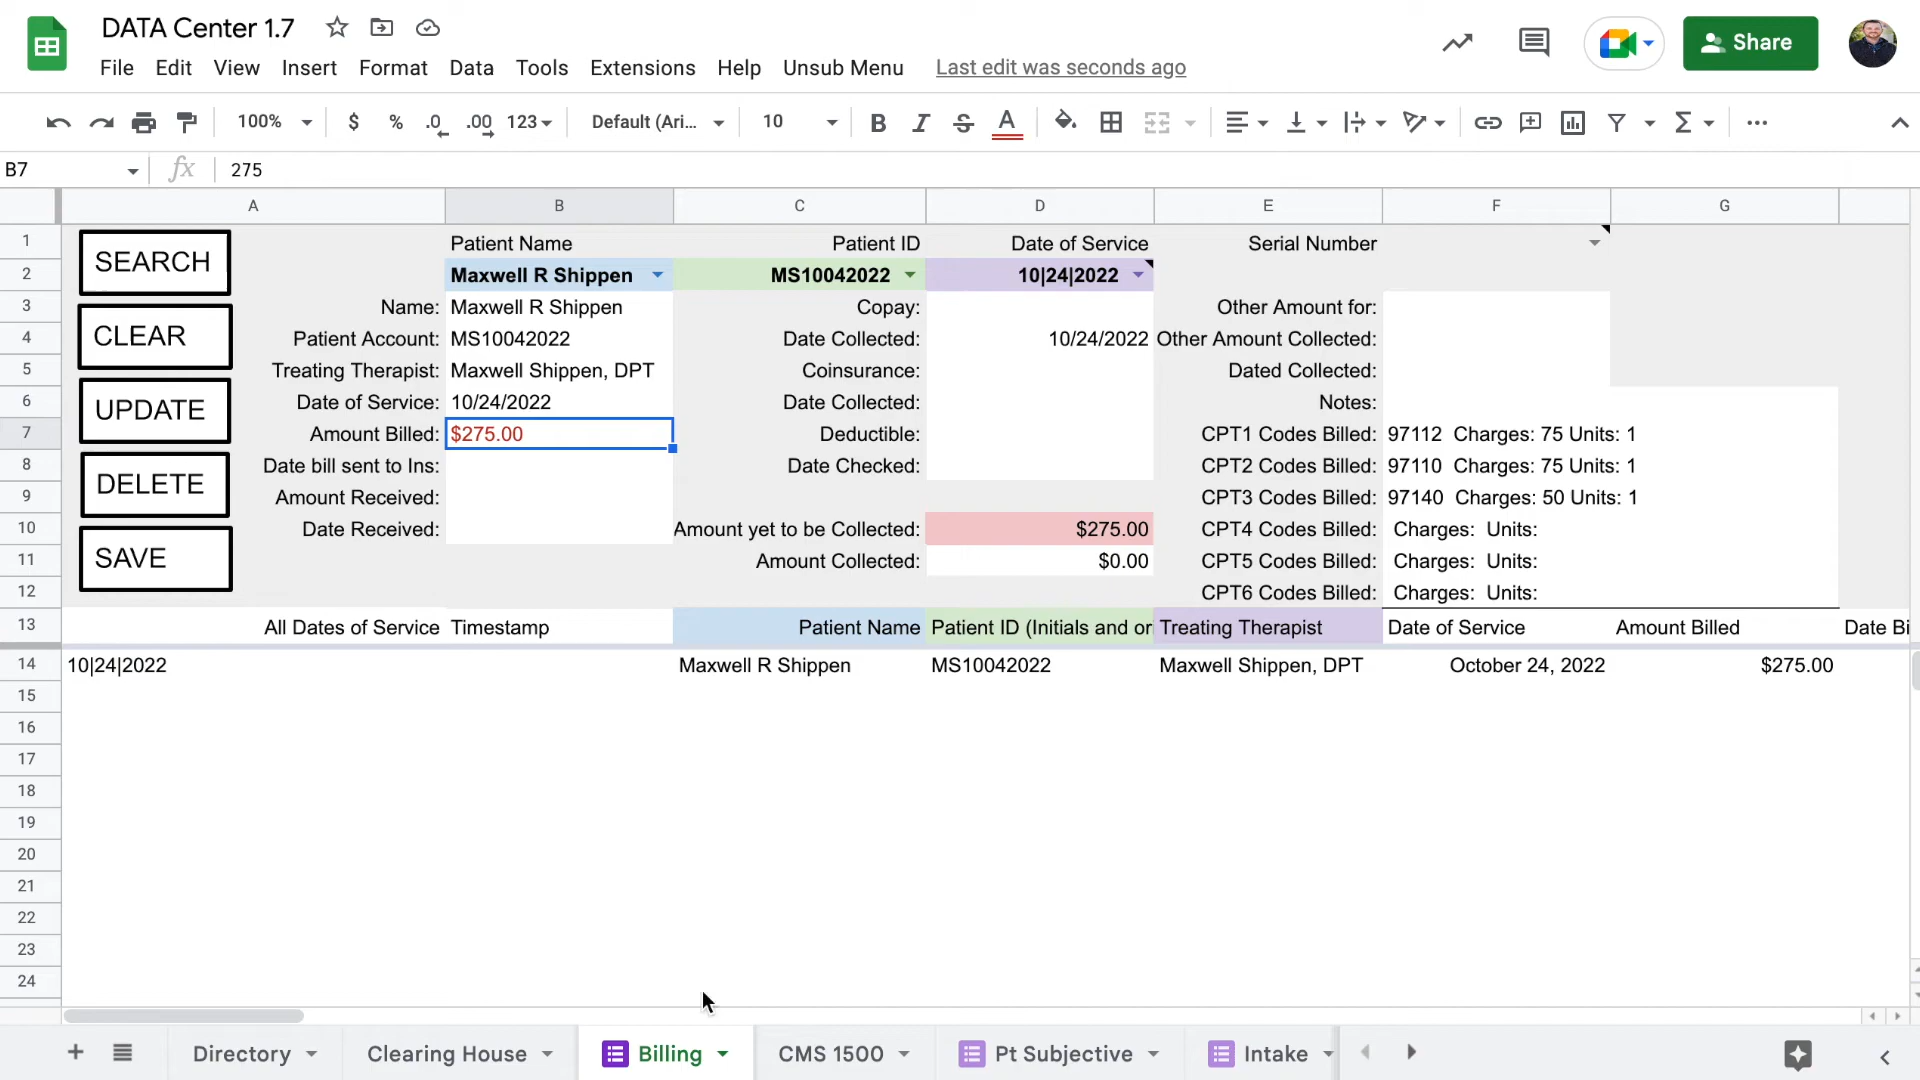 DATA Center 1.7
File Edit View Insert Format Data Tools Extensions Help Unsub Menu Last edit was seconds ago
Share
100% $ % .0 .00 123 Default (Ari... 10 B I S A
B7 fx 275
A B C D E F G
1 SEARCH Patient Name Patient ID Date of Service Serial Number
2 Maxwell R Shippen MS10042022 10|24|2022
3 CLEAR Name: Maxwell R Shippen Copay: Other Amount for:
4 Patient Account: MS10042022 Date Collected: 10/24/2022 Other Amount Collected:
5 Treating Therapist: Maxwell Shippen, DPT Coinsurance: Dated Collected:
6 UPDATE Date of Service: 10/24/2022 Date Collected: Notes:
7 Amount Billed: $275.00 Deductible: CPT1 Codes Billed: 97112 Charges: 75 Units: 1
8 DELETE Date bill sent to Ins: Date Checked: CPT2 Codes Billed: 97110 Charges: 75 Units: 1
9 Amount Received: CPT3 Codes Billed: 97140 Charges: 50 Units: 1
10 Date Received: Amount yet to be Collected: $275.00 CPT4 Codes Billed: Charges: Units:
11 SAVE Amount Collected: $0.00 CPT5 Codes Billed: Charges: Units:
12 CPT6 Codes Billed: Charges: Units:
13 All Dates of Service Timestamp Patient Name Patient ID (Initials and or Treating Therapist Date of Service Amount Billed Date Bi
14 10|24|2022 Maxwell R Shippen MS10042022 Maxwell Shippen, DPT October 24, 2022 $275.00
15
16
17
18
19
20
21
22
23
24
Directory Clearing House Billing CMS 1500 Pt Subjective Intake